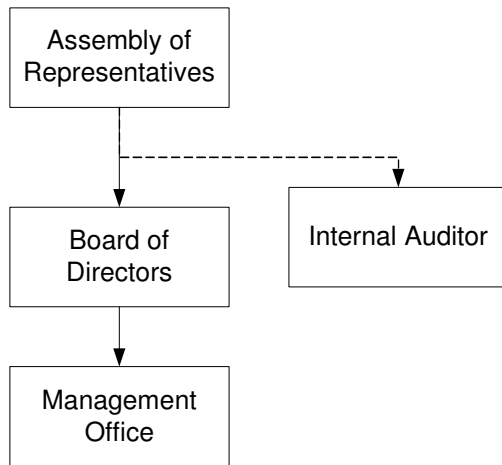 Assembly of
Representatives
Board of
Directors
Internal Auditor
Management
Office